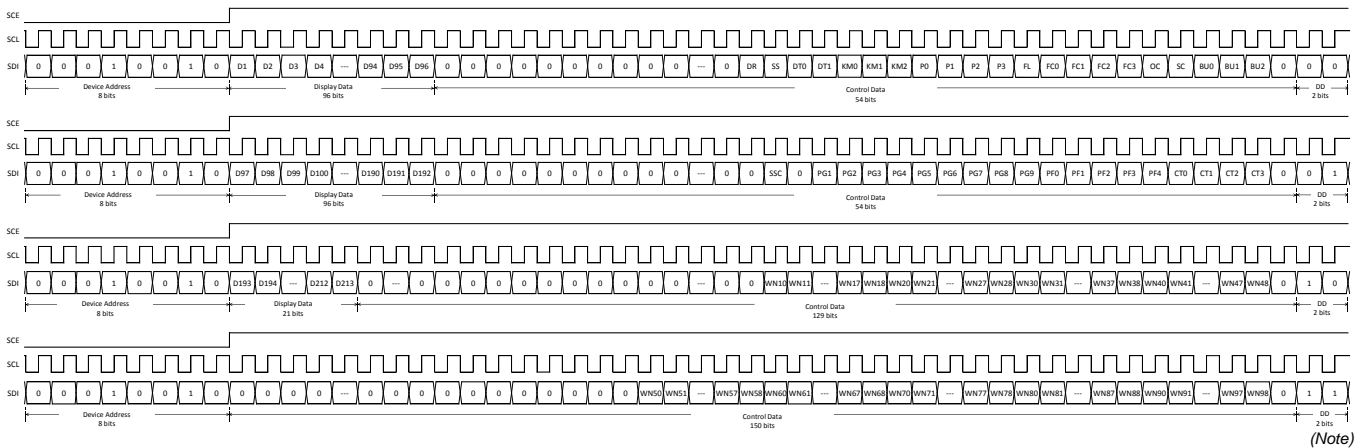 SCE
SCL
SDI 0 0 0 1 0 0 1 0 D1 D2 D3 D4 --- D94 D95 D96 0 0 0 0 0 0 0 0 0 0 --- 0 DR SS DT0 DT1 KM0 KM1 KM2 P0 P1 P2 P3 FL FC0 FC1 FC2 FC3 OC SC BU0 BU1 BU2 0 0 0
Device Address Display Data Control Data DD
8 bits 96 bits 54 bits 2 bits
SCE
SCL
SDI 0 0 0 1 0 0 1 0 D97 D98 D99 D100 --- D190 D191 D192 0 0 0 0 0 0 0 0 0 0 --- 0 0 SSC 0 PG1 PG2 PG3 PG4 PG5 PG6 PG7 PG8 PG9 PF0 PF1 PF2 PF3 PF4 CT0 CT1 CT2 CT3 0 0 1
Device Address Display Data Control Data DD
8 bits 96 bits 54 bits 2 bits
SCE
SCL
SDI 0 0 0 1 0 0 1 0 D193 D194 --- D212 D213 0 --- 0 0 0 0 0 0 0 0 0 0 0 --- 0 0 WN10 WN11 --- WN17 WN18 WN20 WN21 --- WN27 WN28 WN30 WN31 --- WN37 WN38 WN40 WN41 --- WN47 WN48 0 1 0
Device Address Display Data Control Data DD
8 bits 21 bits 129 bits 2 bits
SCE
SCL
SDI 0 0 0 1 0 0 1 0 0 0 0 0 --- 0 0 0 0 0 0 0 0 0 0 0 WN50 WN51 --- WN57 WN58 WN60 WN61 --- WN67 WN68 WN70 WN71 --- WN77 WN78 WN80 WN81 --- WN87 WN88 WN90 WN91 --- WN97 WN98 0 1 1
Device Address Control Data DD
8 bits 150 bits 2 bits
(Note)